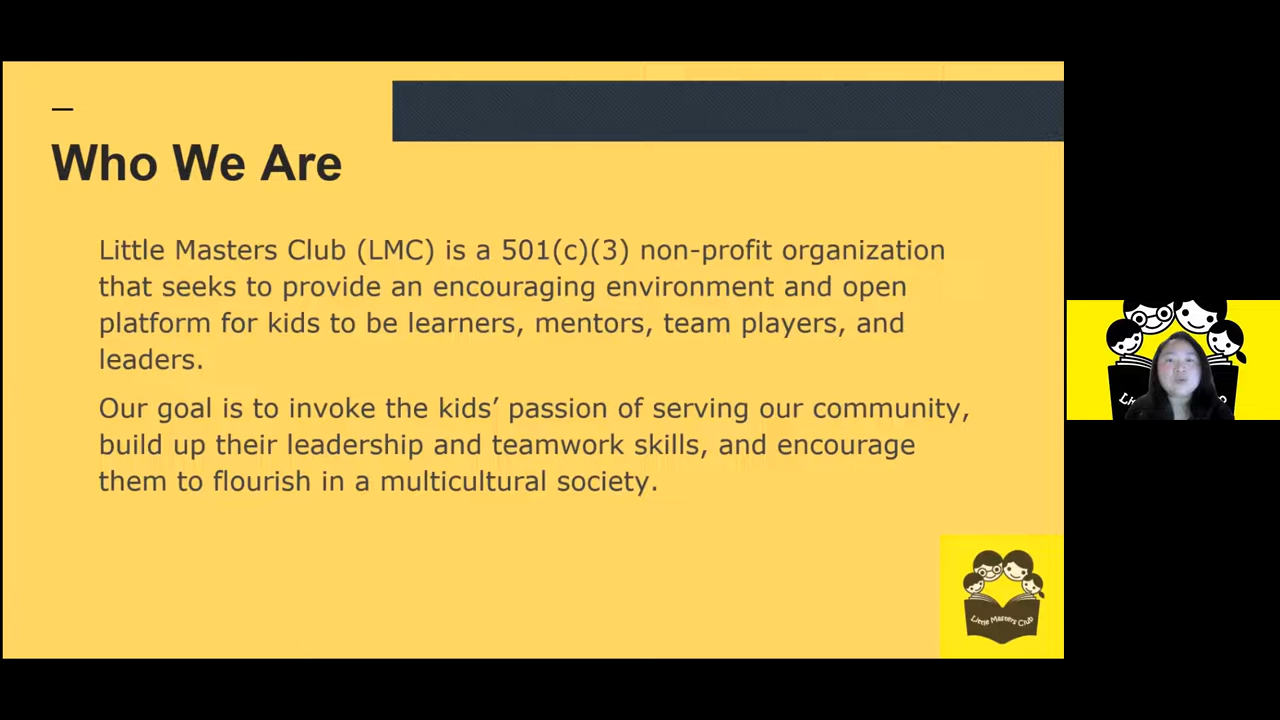 Who We Are
Little Masters Club (LMC) is a 501(c)(3) non-profit organization
that seeks to provide an encouraging environment and open
platform for kids to be learners, mentors, team players, and
leaders.
Our goal is to invoke the kids’ passion of serving our community,
build up their leadership and teamwork skills, and encourage
them to flourish in a multicultural society.
Little Masters Club